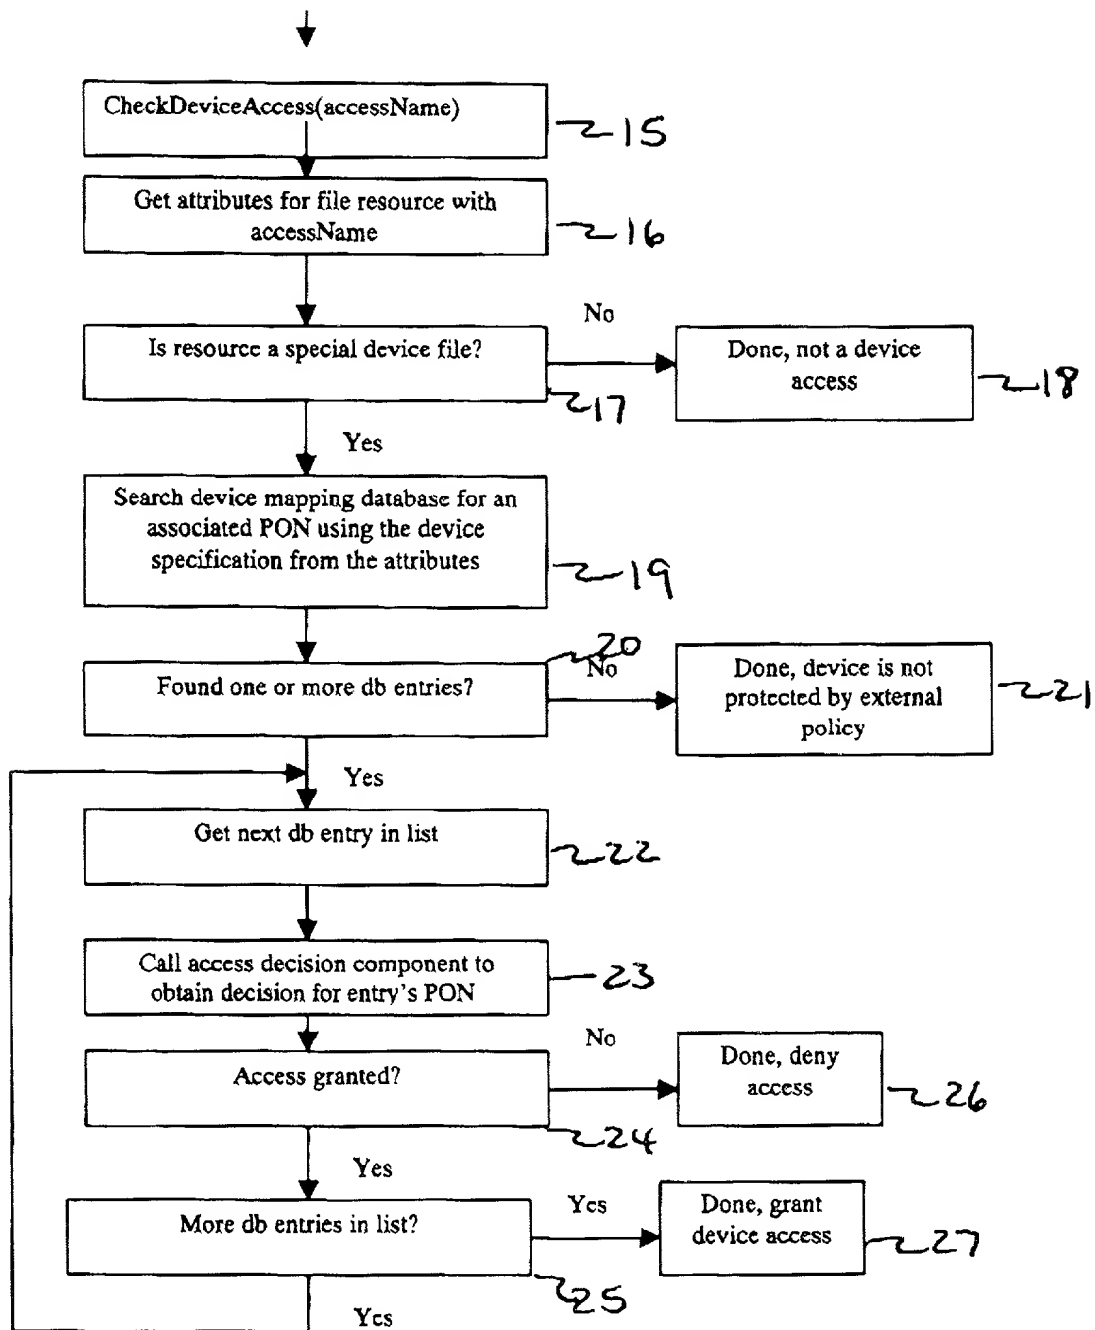 CheckDeviceAccess(accessName)
15
Get attributes for file resource with
accessName
16
No
Is resource a special device file?
17
Done, not a device
access
18
Yes
Search device mapping database for an
associated PON using the device
specification from the attributes
19
20
No
Found one or more db entries?
Done, device is not
protected by external
policy
21
Yes
Get next db entry in list
22
Call access decision component to
obtain decision for entry's PON
23
No
Access granted?
24
Done, deny
access
26
Yes
Yes
More db entries in list?
25
Done, grant
device access
27
Yes